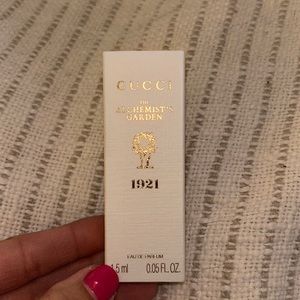 GUCCI
THE
ALCHEMIST'S
GARDEN
1921
EAU DE PARFUM
1.5 ml 0.05 FL.OZ.